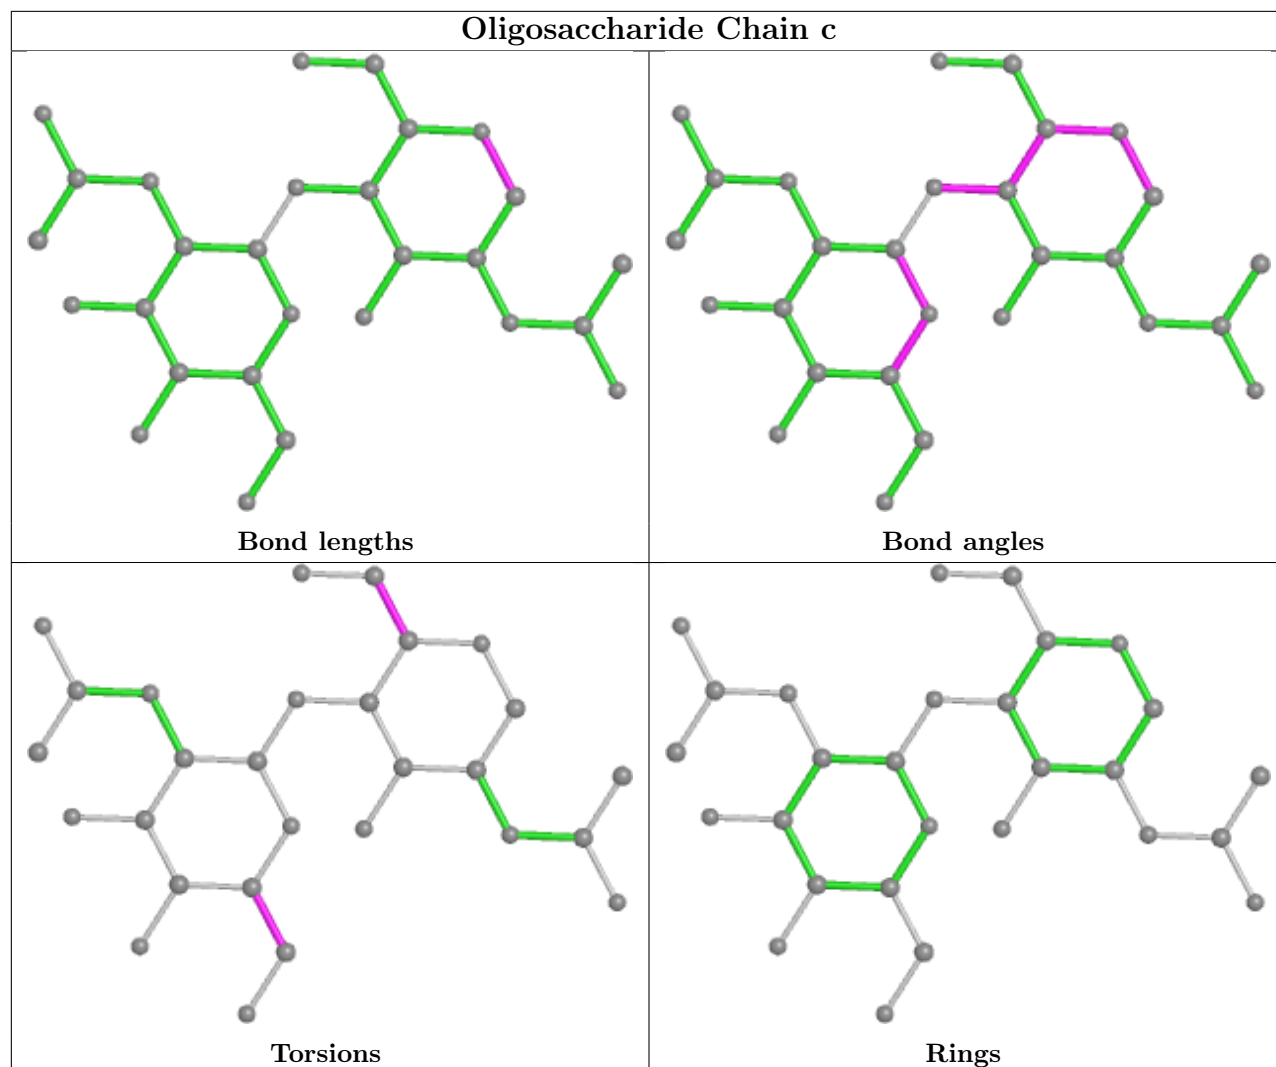 Oligosaccharide Chain c
Bond lengths
Bond angles
Torsions
Rings